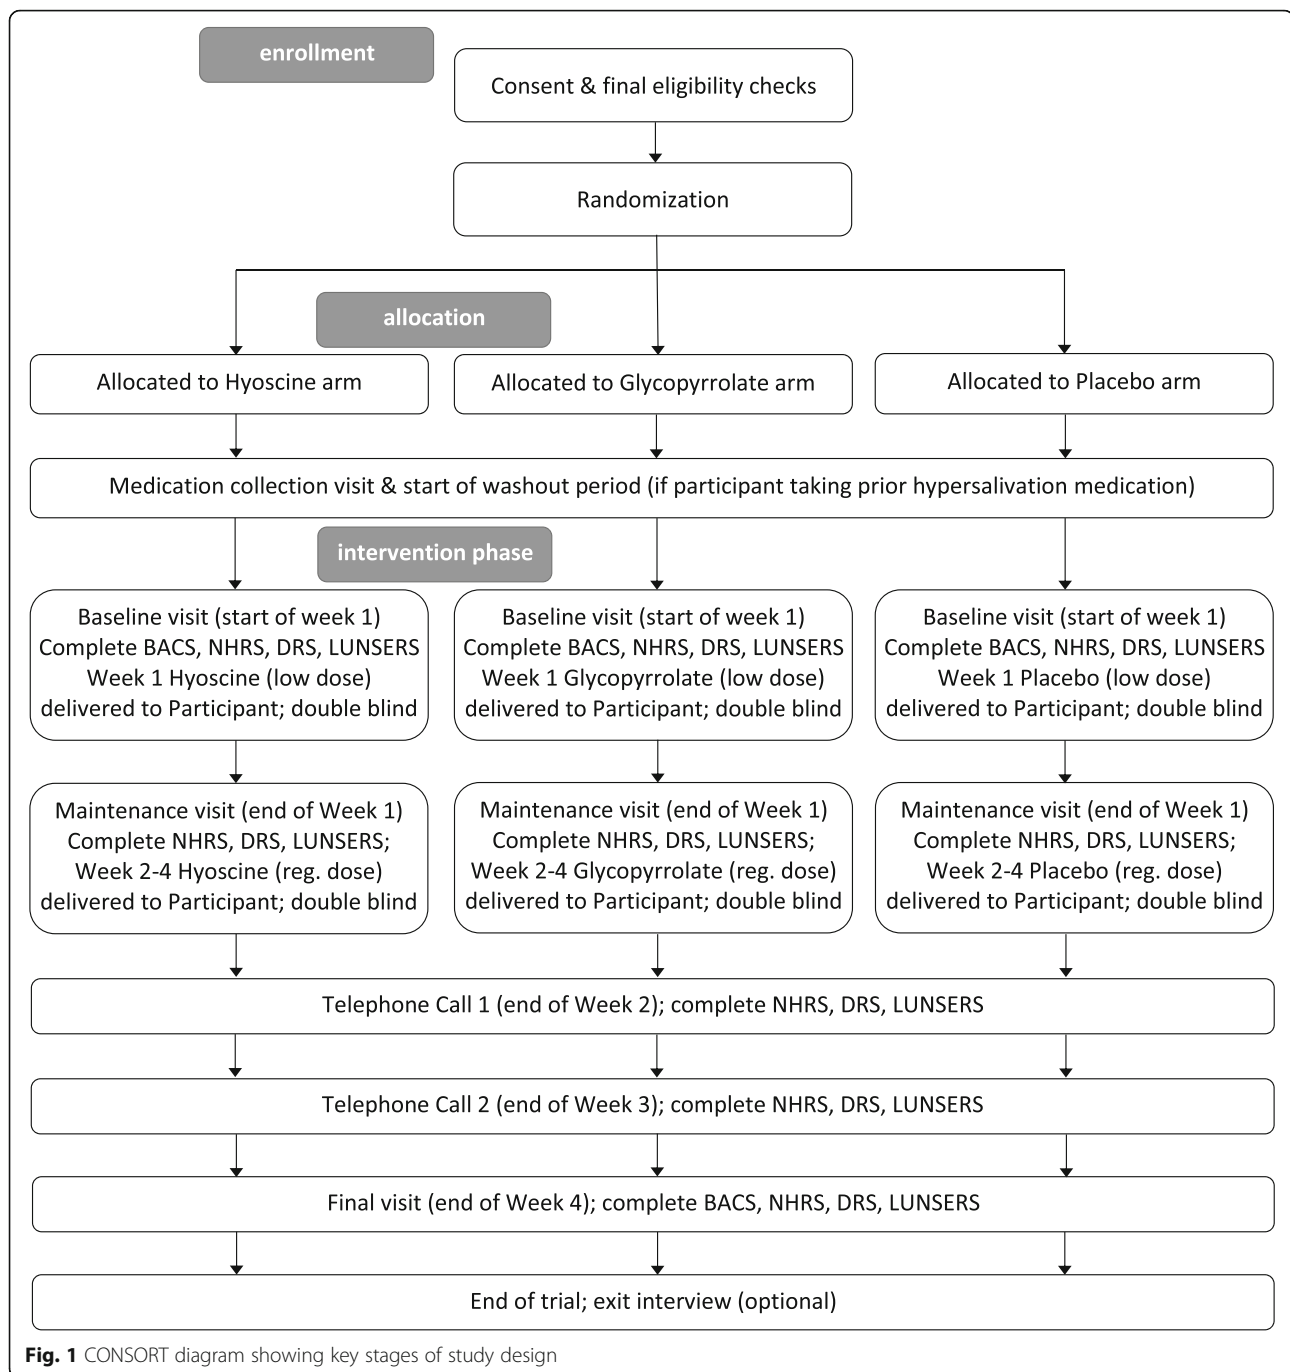 enrollment
Consent & final eligibility checks
Randomization
allocation
Allocated to Hyoscine arm
Allocated to Glycopyrrolate arm
Allocated to Placebo arm
Medication collection visit & start of washout period (if participant taking prior hypersalivation medication)
intervention phase
Baseline visit (start of week 1)
Complete BACS, NHRS, DRS, LUNSERS
Week 1 Hyoscine (low dose)
delivered to Participant; double blind
Baseline visit (start of week 1)
Complete BACS, NHRS, DRS, LUNSERS
Week 1 Glycopyrrolate (low dose)
delivered to Participant; double blind
Baseline visit (start of week 1)
Complete BACS, NHRS, DRS, LUNSERS
Week 1 Placebo (low dose)
delivered to Participant; double blind
Maintenance visit (end of Week 1)
Complete NHRS, DRS, LUNSERS;
Week 2-4 Hyoscine (reg. dose)
delivered to Participant; double blind
Maintenance visit (end of Week 1)
Complete NHRS, DRS, LUNSERS;
Week 2-4 Glycopyrrolate (reg. dose)
delivered to Participant; double blind
Maintenance visit (end of Week 1)
Complete NHRS, DRS, LUNSERS;
Week 2-4 Placebo (reg. dose)
delivered to Participant; double blind
Telephone Call 1 (end of Week 2); complete NHRS, DRS, LUNSERS
Telephone Call 2 (end of Week 3); complete NHRS, DRS, LUNSERS
Final visit (end of Week 4); complete BACS, NHRS, DRS, LUNSERS
End of trial; exit interview (optional)
Fig. 1 CONSORT diagram showing key stages of study design